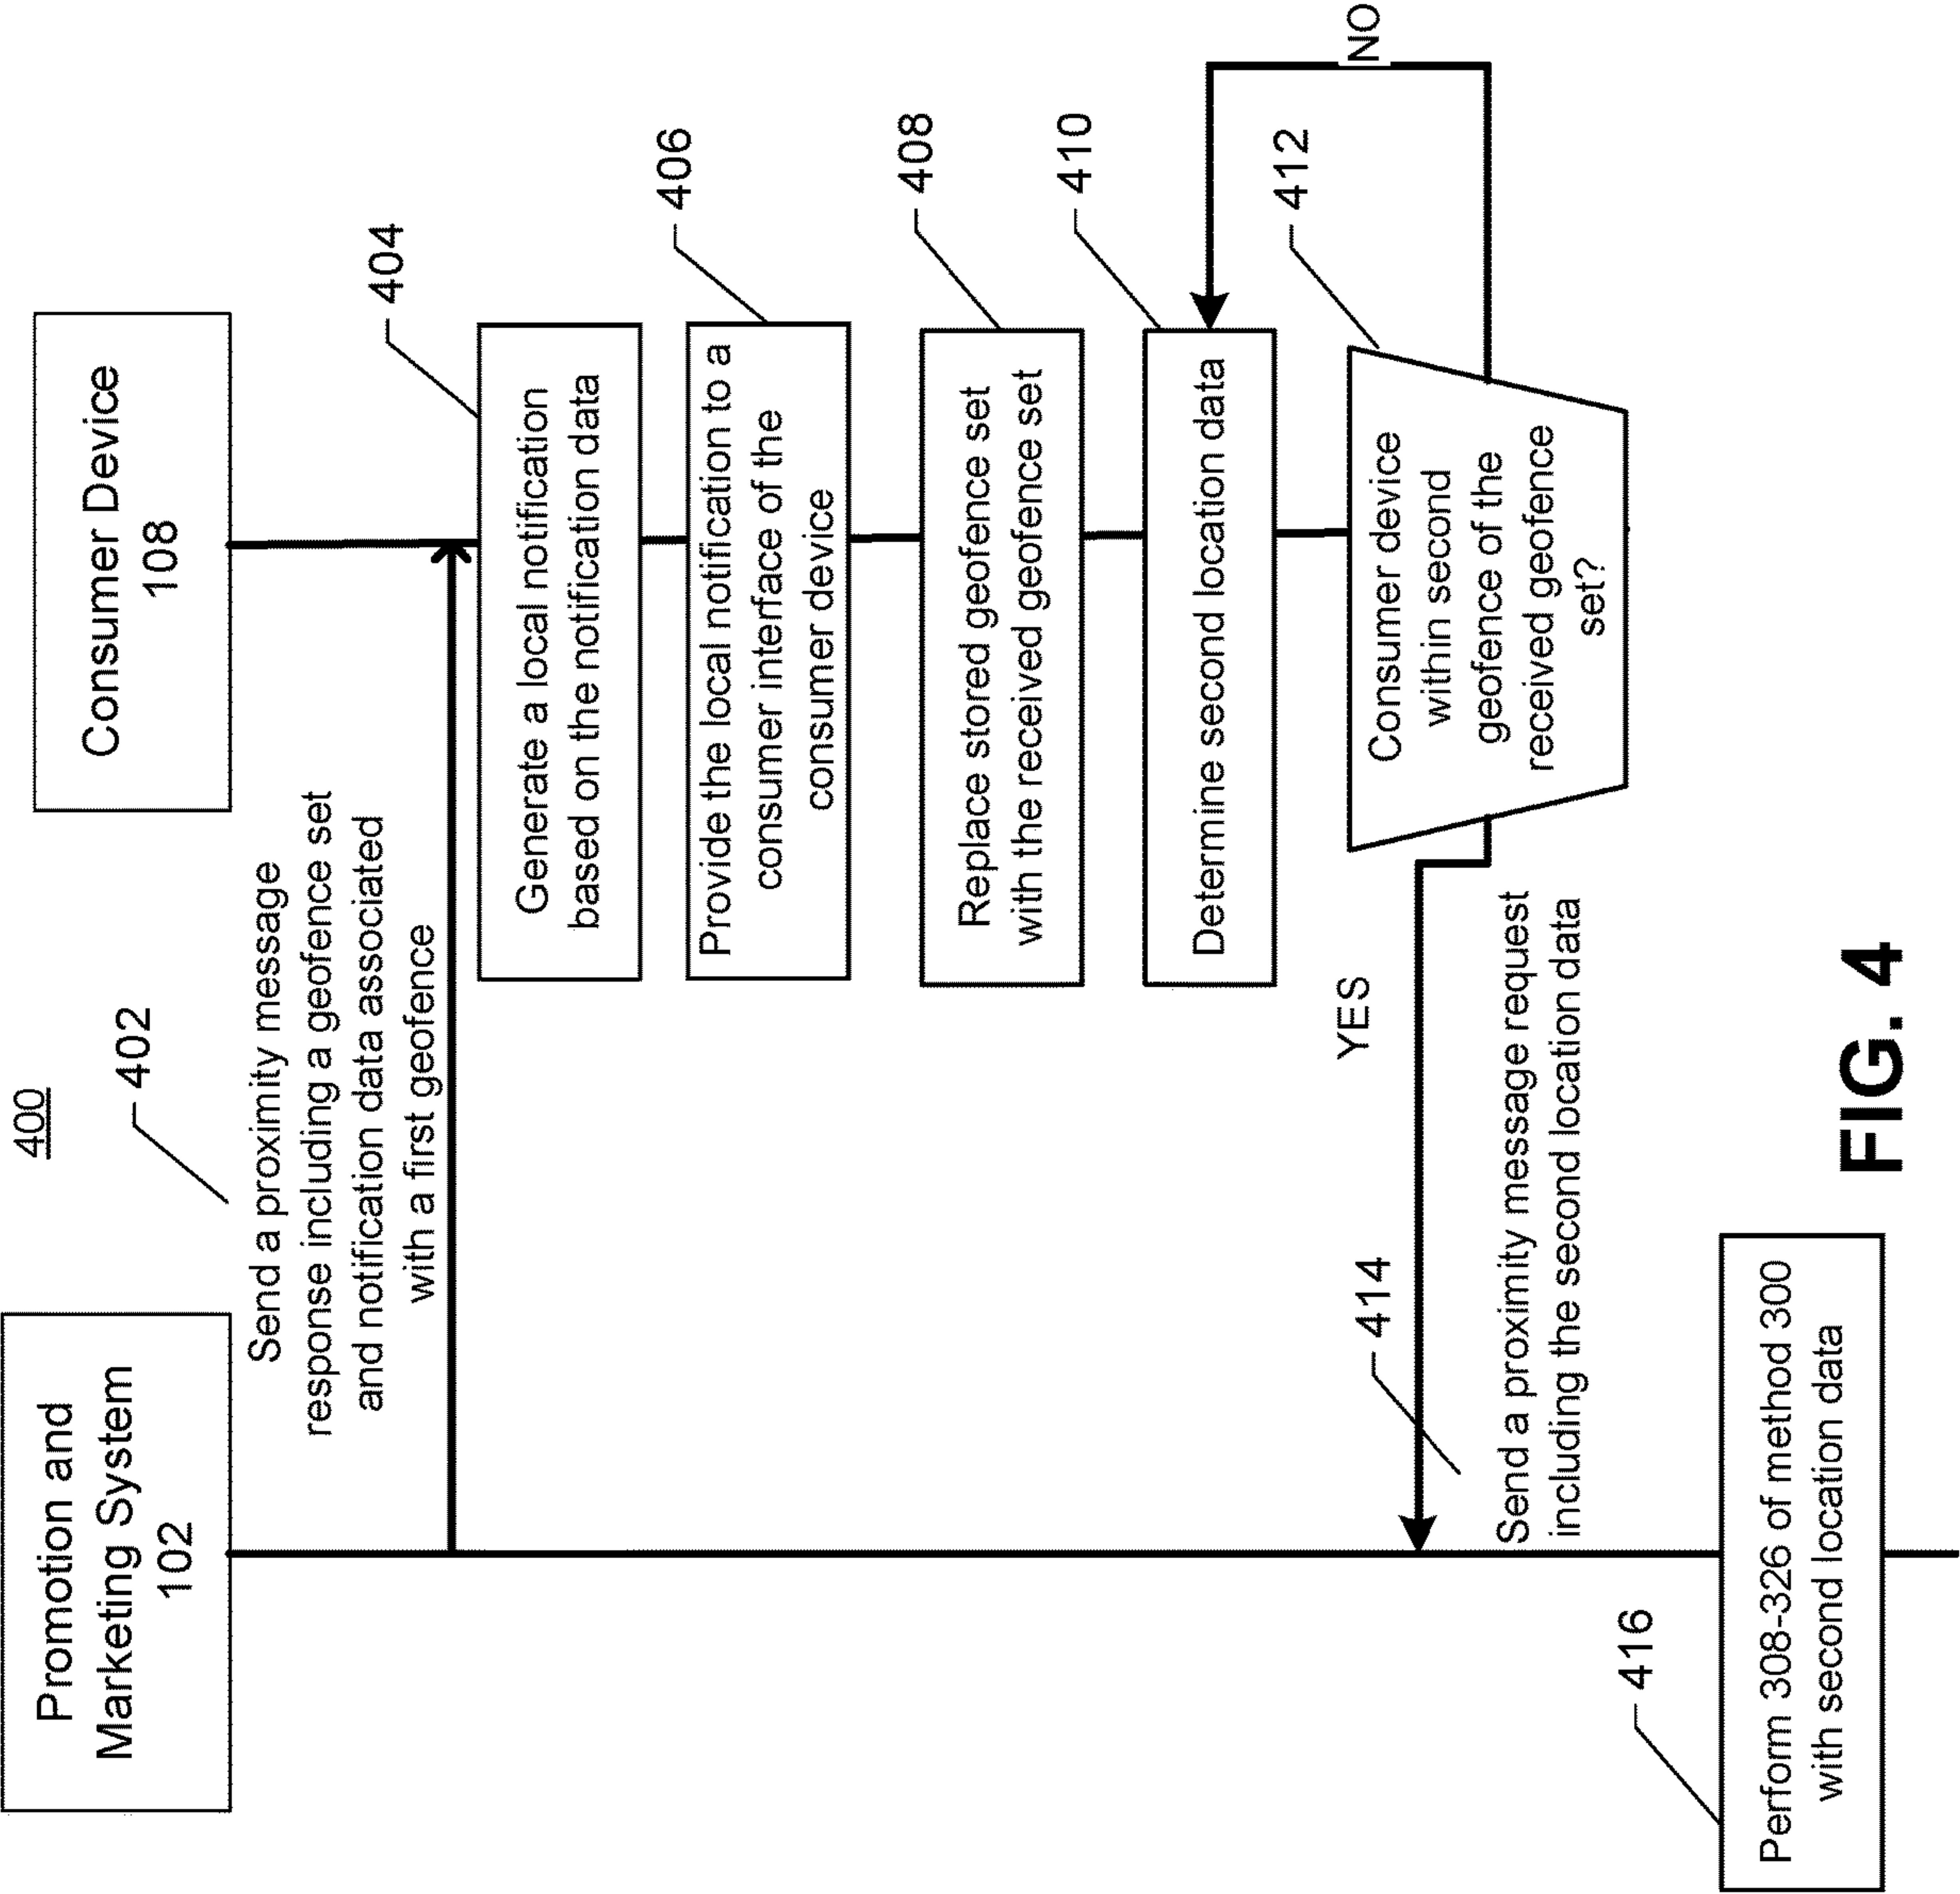 400
Promotion and
Marketing System
102
Consumer Device
108
402
Send a proximity message
response including a geofence set
and notification data associated
with a first geofence
404
Generate a local notification
based on the notification data
406
Provide the local notification to a
consumer interface of the
consumer device
408
Replace stored geofence set
with the received geofence set
410
Determine second location data
412
Consumer device
within second
geofence of the
received geofence
set?
NO
YES
414
Send a proximity message request
including the second location data
416
Perform 308-326 of method 300
with second location data
FIG. 4